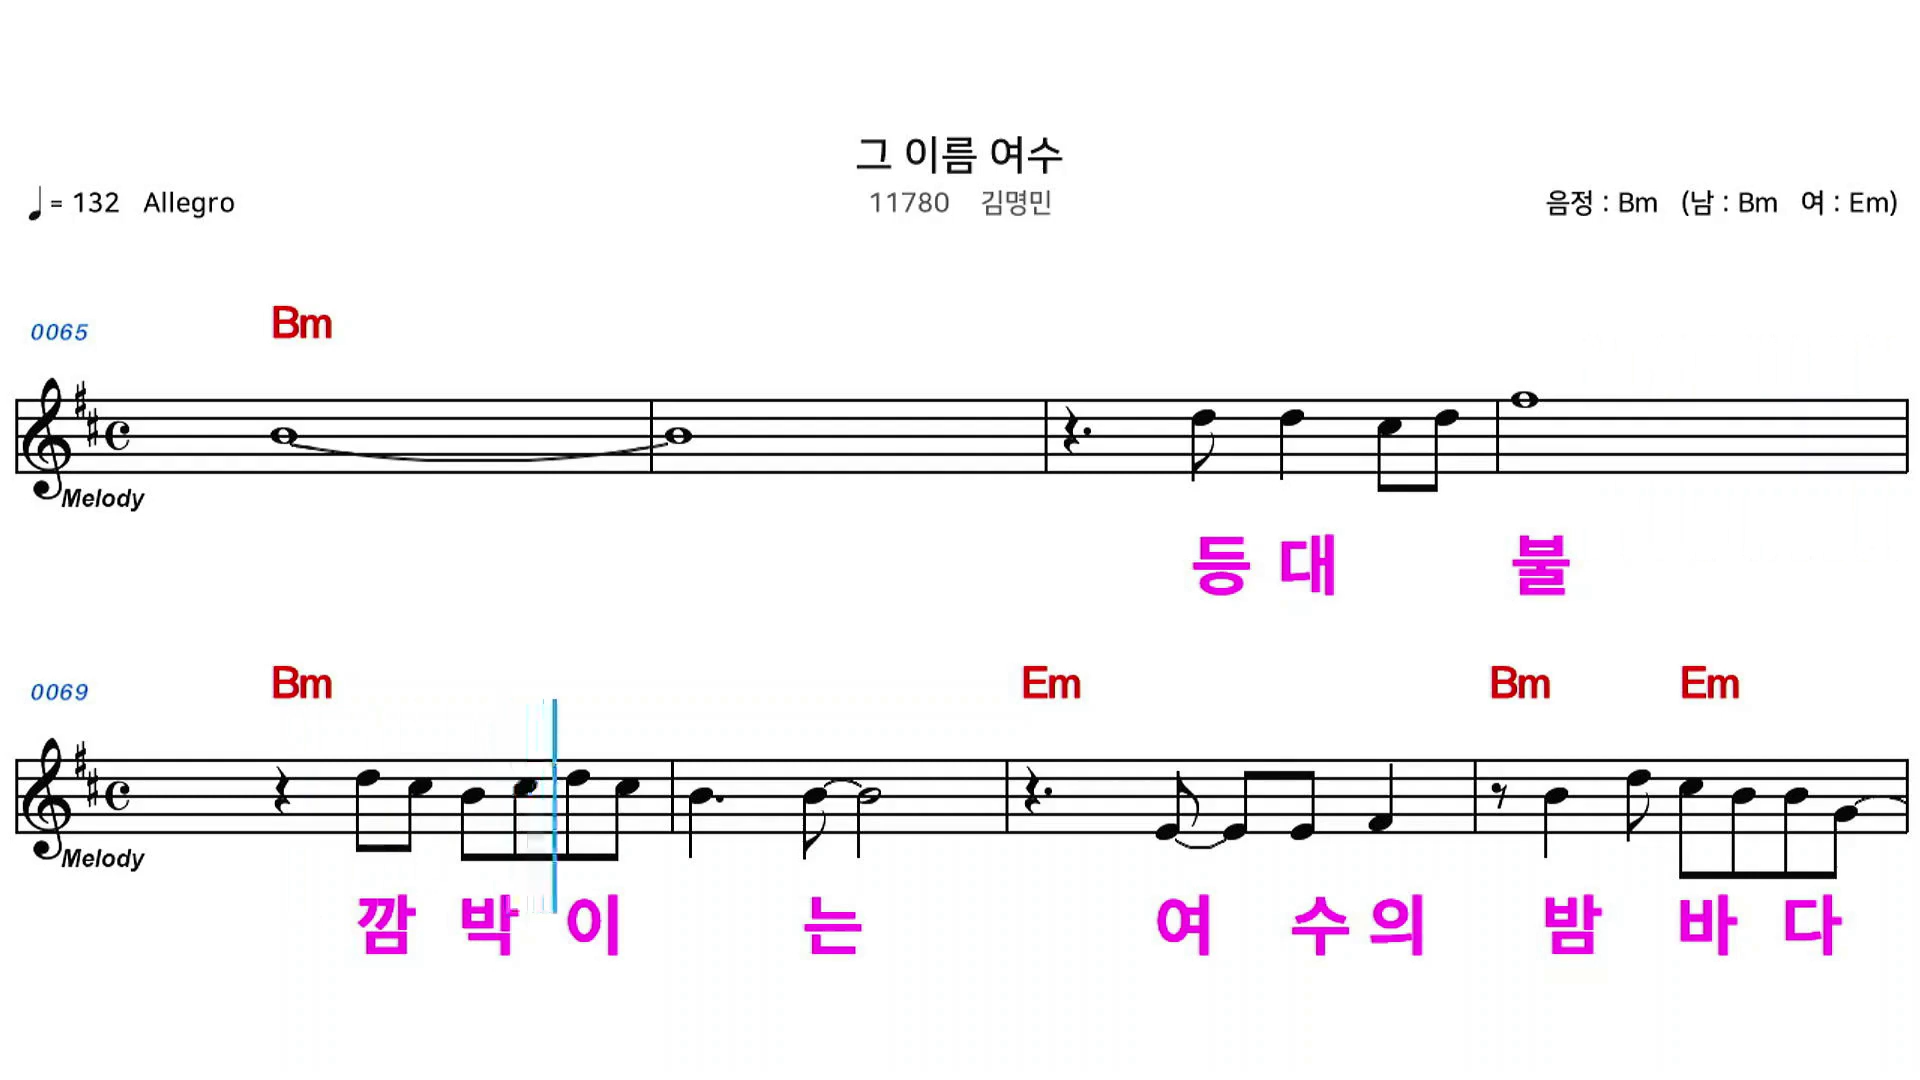 그 이름 여수
= 132 Allegro
11780 김명민
음정 : Bm (남 : Bm 여 : Em)
0065
Bm
Melody
등 대 불
0069
Bm Em Bm Em
Melody
깜 박 이 는 여 수 의 밤 바 다